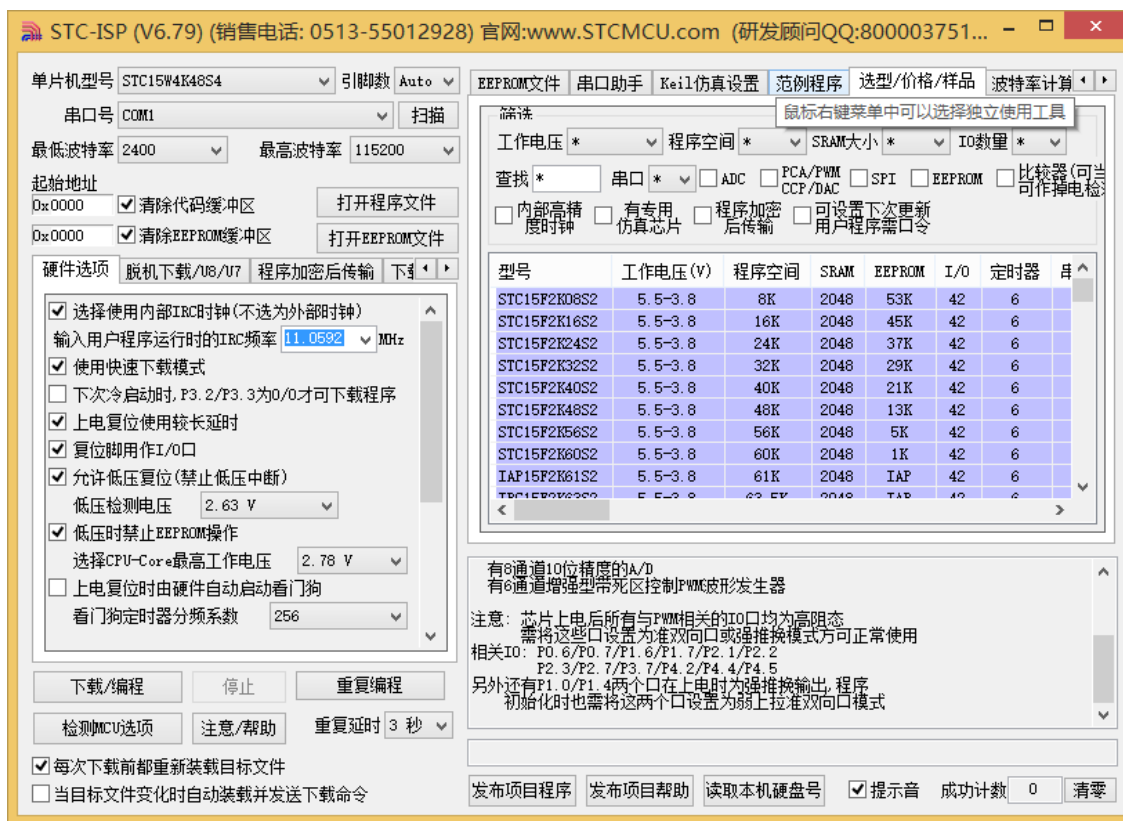 STC-ISP (V6.79) (销售电话: 0513-55012928) 官网:www.STCMCU.com (研发顾问QQ:800003751...
单片机型号 STC15W4K48S4 引脚数 Auto
串口号 COM1 扫描
最低波特率 2400 最高波特率 115200
起始地址
0x0000 清除代码缓冲区 打开程序文件
0x0000 清除EEPROM缓冲区 打开EEPROM文件
硬件选项 脱机下载/U8/U7 程序加密后传输
选择使用内部IRC时钟(不选为外部时钟)
输入用户程序运行时的IRC频率 11.0592 MHz
使用快速下载模式
下次冷启动时,P3.2/P3.3为0/0才可下载程序
上电复位使用较长延时
复位脚用作I/O口
允许低压复位(禁止低压中断)
低压检测电压 2.63 V
低压时禁止EEPROM操作
选择CPU-Core最高工作电压 2.78 V
上电复位时由硬件自动启动看门狗
看门狗定时器分频系数 256
下载/编程 停止 重复编程
检测MCU选项 注意/帮助 重复延时 3 秒
每次下载前都重新装载目标文件
当目标文件变化时自动装载并发送下载命令
EEPROM文件 串口助手 Keil仿真设置 范例程序 选型/价格/样品 波特率计算
筛选 鼠标右键菜单中可以选择独立使用工具
工作电压 * 程序空间 * SRAM大小 * IO数量 *
查找 * 串口 * ADC PCA/PWM CCP/DAC SPI EEPROM 比较器(可当 可作掉电检
内部高精度时钟 有专用仿真芯片 程序加密后传输 可设置下次更新用户程序需口令
型号 工作电压(V) 程序空间 SRAM EEPROM I/O 定时器
STC15F2K08S2 5.5-3.8 8K 2048 53K 42 6
STC15F2K16S2 5.5-3.8 16K 2048 45K 42 6
STC15F2K24S2 5.5-3.8 24K 2048 37K 42 6
STC15F2K32S2 5.5-3.8 32K 2048 29K 42 6
STC15F2K40S2 5.5-3.8 40K 2048 21K 42 6
STC15F2K48S2 5.5-3.8 48K 2048 13K 42 6
STC15F2K56S2 5.5-3.8 56K 2048 5K 42 6
STC15F2K60S2 5.5-3.8 60K 2048 1K 42 6
IAP15F2K61S2 5.5-3.8 61K 2048 IAP 42 6
有8通道10位精度的A/D
有6通道增强型带死区控制PWM波形发生器
注意: 芯片上电后所有与PWM相关的IO口均为高阻态
需将这些口设置为准双向口或强推挽模式方可正常使用
相关IO: P0.6/P0.7/P1.6/P1.7/P2.1/P2.2
P2.3/P2.7/P3.7/P4.2/P4.4/P4.5
另外还有P1.0/P1.4两个口在上电时为强推挽输出,程序
初始化时也需将这两个口设置为弱上拉准双向口模式
发布项目程序 发布项目帮助 读取本机硬盘号 提示音 成功计数 0 清零